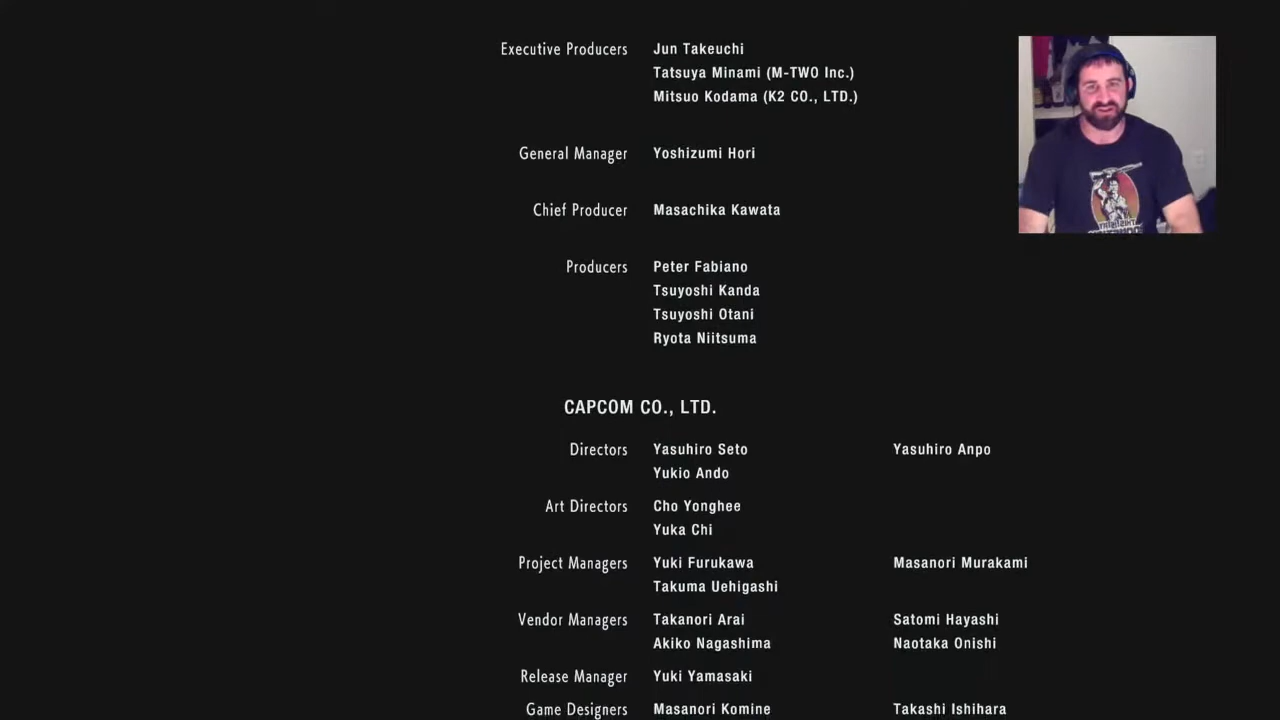 Executive Producers Jun Takeuchi
Tatsuya Minami (M-TWO Inc.)
Mitsuo Kodama (K2 CO., LTD.)
General Manager Yoshizumi Hori
Chief Producer Masachika Kawata
Producers Peter Fabiano
Tsuyoshi Kanda
Tsuyoshi Otani
Ryota Niitsuma
CAPCOM CO., LTD.
Directors Yasuhiro Seto Yasuhiro Anpo
Yukio Ando
Art Directors Cho Yonghee
Yuka Chi
Project Managers Yuki Furukawa Masanori Murakami
Takuma Uehigashi
Vendor Managers Takanori Arai Satomi Hayashi
Akiko Nagashima Naotaka Onishi
Release Manager Yuki Yamasaki
Game Designers Masanori Komine Takashi Ishihara